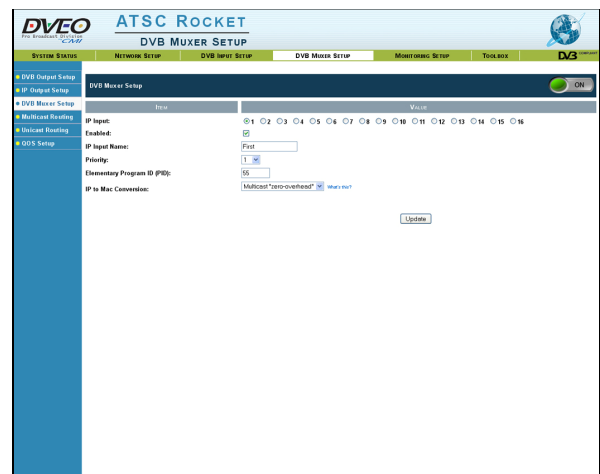 DVEO
Pro Broadcast Division
CMI
ATSC ROCKET
DVB MUXER SETUP
SYSTEM STATUS NETWORK SETUP DVB INPUT SETUP DVB MUXER SETUP MONITORING SETUP TOOLBOX DVB COMPLIANT
DVB Output Setup
IP Output Setup
DVB Muxer Setup
Multicast Routing
Unicast Routing
QOS Setup
DVB Muxer Setup ON
ITEM VALUE
IP Input: 1 2 3 4 5 6 7 8 9 10 11 12 13 14 15 16
Enabled:
IP Input Name: First
Priority: 1
Elementary Program ID (PID): 55
IP to Mac Conversion: Multicast "zero-overhead" What's this?
Update